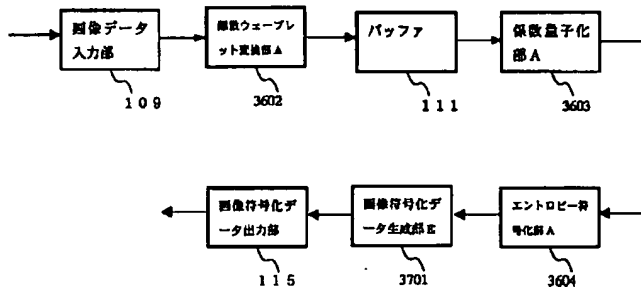 画像データ
入力部
離散ウェーブレ
ット変換部A
バッファ
係数量子化
部A
109
3602
111
3603
画像符号化デ
ータ出力部
画像符号化デ
ータ生成部E
エントロピー符
号化部A
115
3701
3604